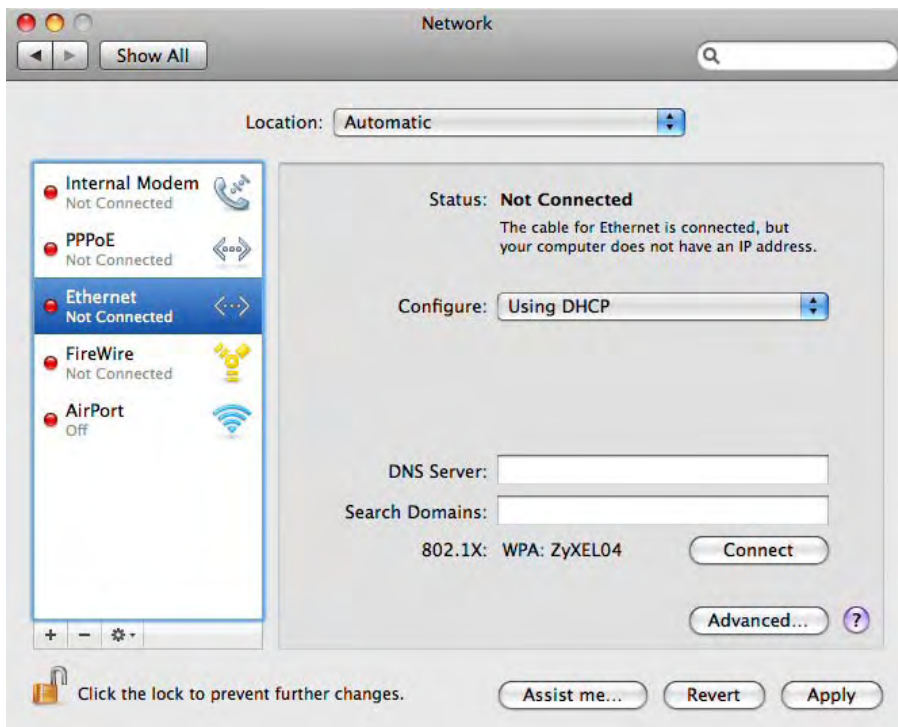 Network
Show All
Location: Automatic
Internal Modem
Not Connected
PPPoE
Not Connected
Ethernet
Not Connected
FireWire
Not Connected
AirPort
Off
Status: Not Connected
The cable for Ethernet is connected, but
your computer does not have an IP address.
Configure: Using DHCP
DNS Server:
Search Domains:
802.1X: WPA: ZyXEL04 Connect
Advanced... ?
Click the lock to prevent further changes.
Assist me... Revert Apply